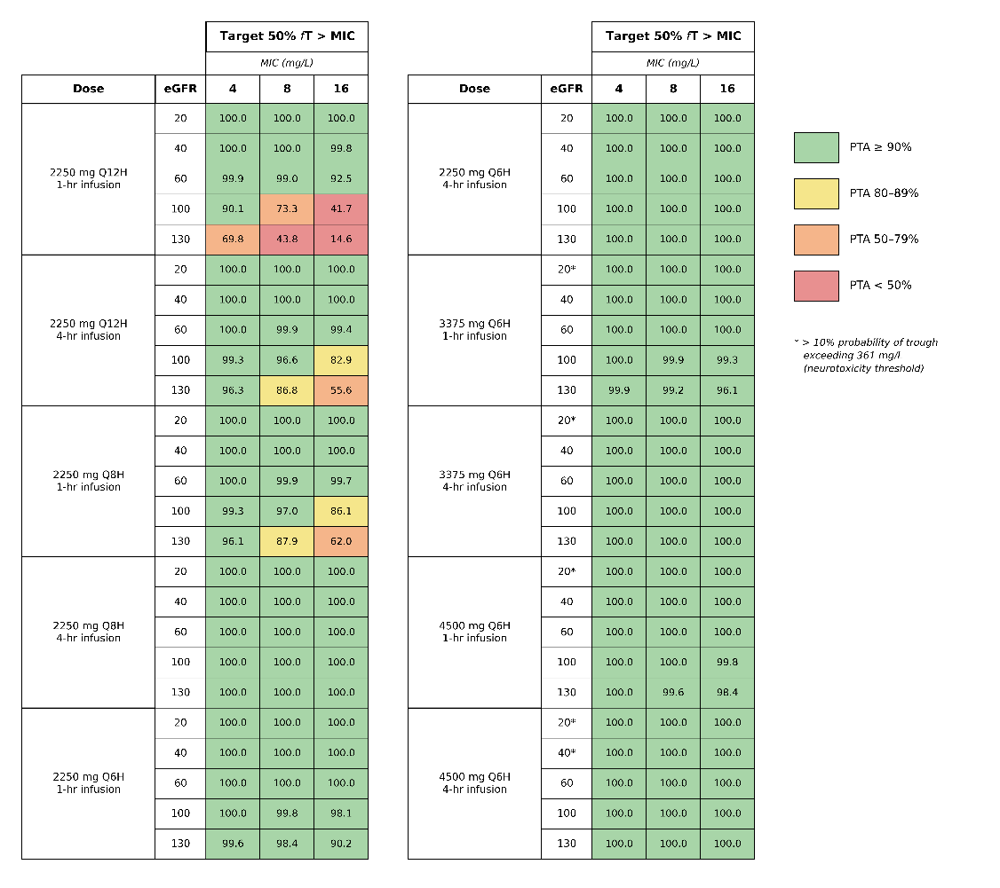 Target 50% fT > MIC
MIC (mg/L)
Dose eGFR 4 8 16
2250 mg Q12H
1-hr infusion
20 100.0 100.0 100.0
40 100.0 100.0 99.8
60 99.9 99.0 92.5
100 90.1 73.3 41.7
130 69.8 43.8 14.6
2250 mg Q12H
4-hr infusion
20 100.0 100.0 100.0
40 100.0 100.0 100.0
60 100.0 99.9 99.4
100 99.3 96.6 82.9
130 96.3 86.8 55.6
2250 mg Q8H
1-hr infusion
20 100.0 100.0 100.0
40 100.0 100.0 100.0
60 100.0 99.9 99.7
100 99.3 97.0 86.1
130 96.1 87.9 62.0
2250 mg Q8H
4-hr infusion
20 100.0 100.0 100.0
40 100.0 100.0 100.0
60 100.0 100.0 100.0
100 100.0 100.0 100.0
130 100.0 100.0 100.0
2250 mg Q6H
1-hr infusion
20 100.0 100.0 100.0
40 100.0 100.0 100.0
60 100.0 100.0 100.0
100 100.0 99.8 98.1
130 99.6 98.4 90.2
Target 50% fT > MIC
MIC (mg/L)
Dose eGFR 4 8 16
2250 mg Q6H
4-hr infusion
20 100.0 100.0 100.0
40 100.0 100.0 100.0
60 100.0 100.0 100.0
100 100.0 100.0 100.0
130 100.0 100.0 100.0
3375 mg Q6H
1-hr infusion
20* 100.0 100.0 100.0
40 100.0 100.0 100.0
60 100.0 100.0 100.0
100 100.0 99.9 99.3
130 99.9 99.2 96.1
3375 mg Q6H
4-hr infusion
20* 100.0 100.0 100.0
40 100.0 100.0 100.0
60 100.0 100.0 100.0
100 100.0 100.0 100.0
130 100.0 100.0 100.0
4500 mg Q6H
1-hr infusion
20* 100.0 100.0 100.0
40 100.0 100.0 100.0
60 100.0 100.0 100.0
100 100.0 100.0 99.8
130 100.0 99.6 98.4
4500 mg Q6H
4-hr infusion
20* 100.0 100.0 100.0
40* 100.0 100.0 100.0
60 100.0 100.0 100.0
100 100.0 100.0 100.0
130 100.0 100.0 100.0
PTA ≥ 90%
PTA 80–89%
PTA 50–79%
PTA < 50%
* > 10% probability of trough
exceeding 361 mg/L
(neurotoxicity threshold)